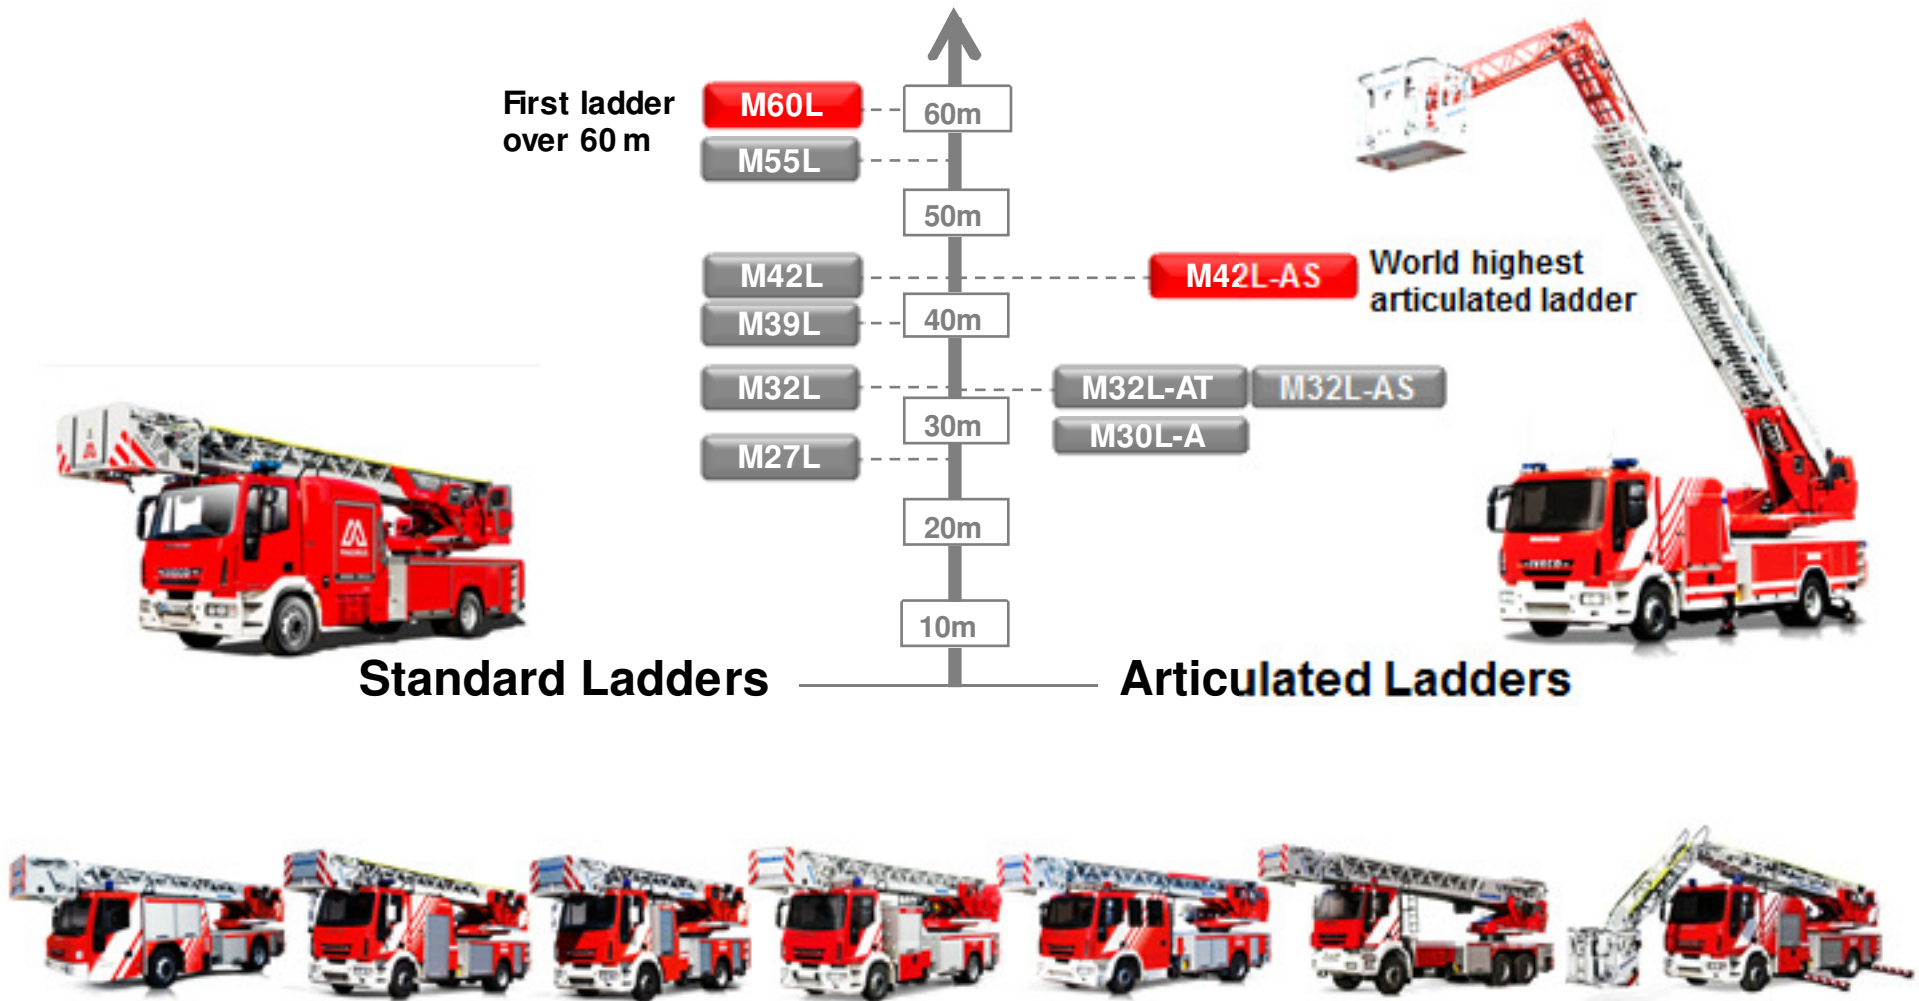 First ladder
over 60 m
M60L
60m
M55L
50m
M42L
M42L-AS
World highest
articulated ladder
M39L
40m
M32L
M32L-AT
M32L-AS
30m
M30L-A
M27L
20m
10m
IVECO
Standard Ladders
Articulated Ladders